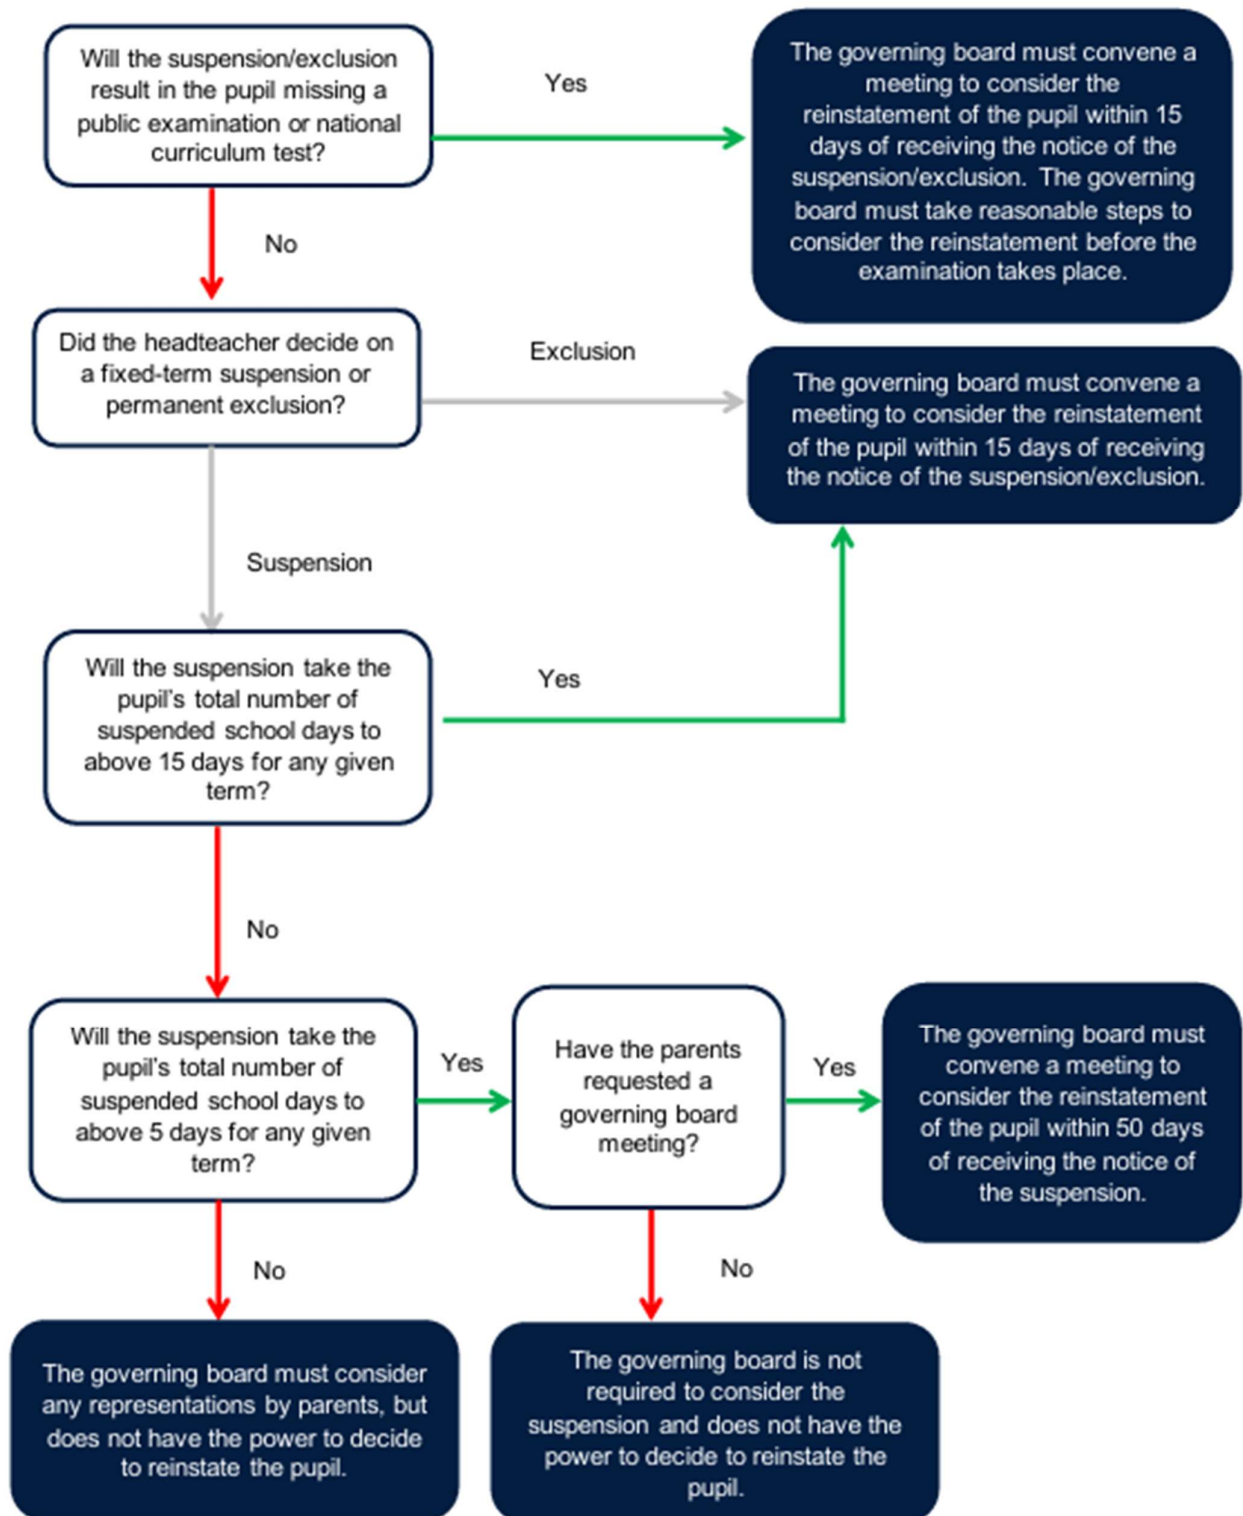 Will the suspension/exclusion
result in the pupil missing a
public examination or national
curriculum test?
Yes
The governing board must convene a
meeting to consider the
reinstatement of the pupil within 15
days of receiving the notice of the
suspension/exclusion. The governing
board must take reasonable steps to
consider the reinstatement before the
examination takes place.
No
Did the headteacher decide on
a fixed-term suspension or
permanent exclusion?
Exclusion
The governing board must convene a
meeting to consider the reinstatement
of the pupil within 15 days of receiving
the notice of the suspension/exclusion.
Suspension
Will the suspension take the
pupil's total number of
suspended school days to
above 15 days for any given
term?
Yes
No
Will the suspension take the
pupil's total number of
suspended school days to
above 5 days for any given
term?
Yes
Have the parents
requested a
governing board
meeting?
Yes
The governing board must
convene a meeting to
consider the reinstatement
of the pupil within 50 days
of receiving the notice of
the suspension.
No
No
The governing board must consider
any representations by parents, but
does not have the power to decide
to reinstate the pupil.
The governing board is not
required to consider the
suspension and does not have the
power to decide to reinstate the
pupil.